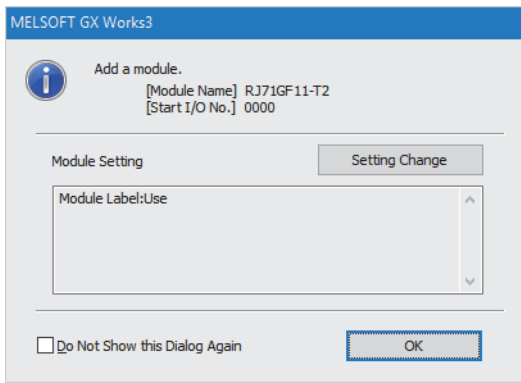 MELSOFT GX Works3
Add a module.
[Module Name] RJ71GF11-T2
[Start I/O No.] 0000
Module Setting
Setting Change
Module Label:Use
Do Not Show this Dialog Again
OK